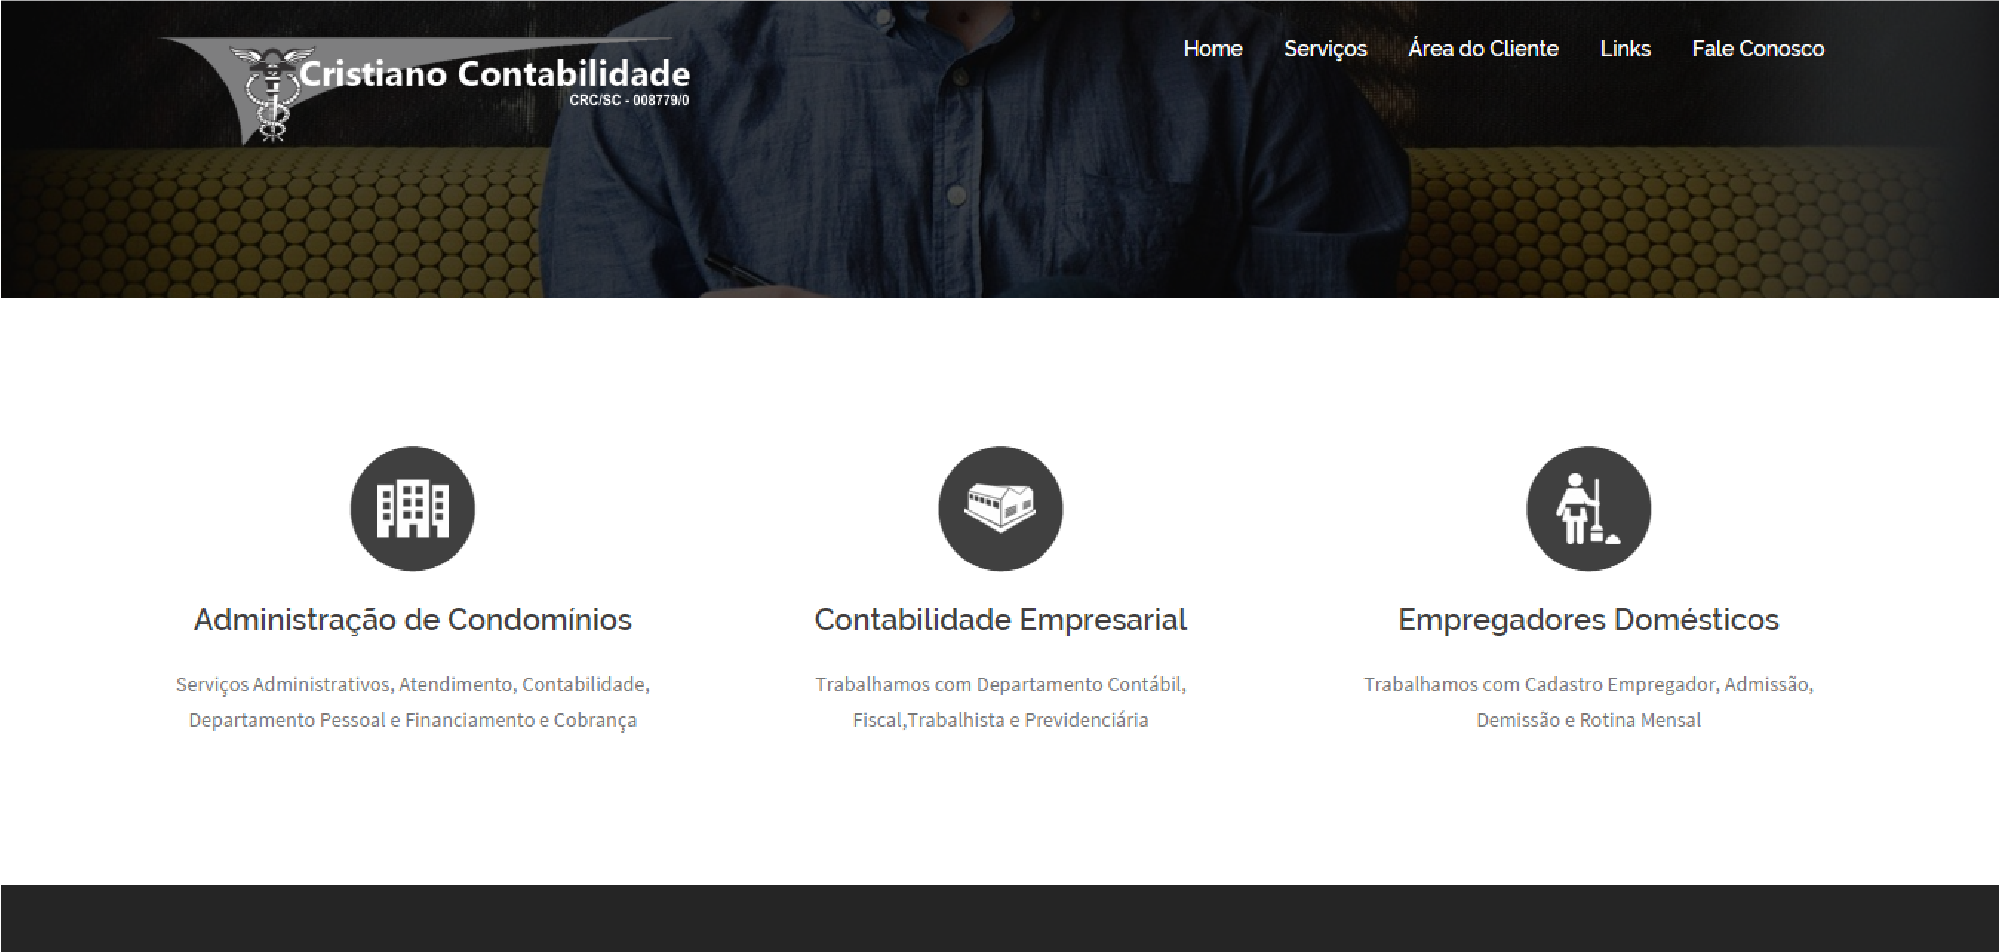 Cristiano Contabilidade
CRC/SC - 008779/0
Home Serviços Área do Cliente Links Fale Conosco
Administração de Condomínios
Serviços Administrativos, Atendimento, Contabilidade,
Departamento Pessoal e Financiamento e Cobrança
Contabilidade Empresarial
Trabalhamos com Departamento Contábil,
Fiscal,Trabalhista e Previdenciária
Empregadores Domésticos
Trabalhamos com Cadastro Empregador, Admissão,
Demissão e Rotina Mensal